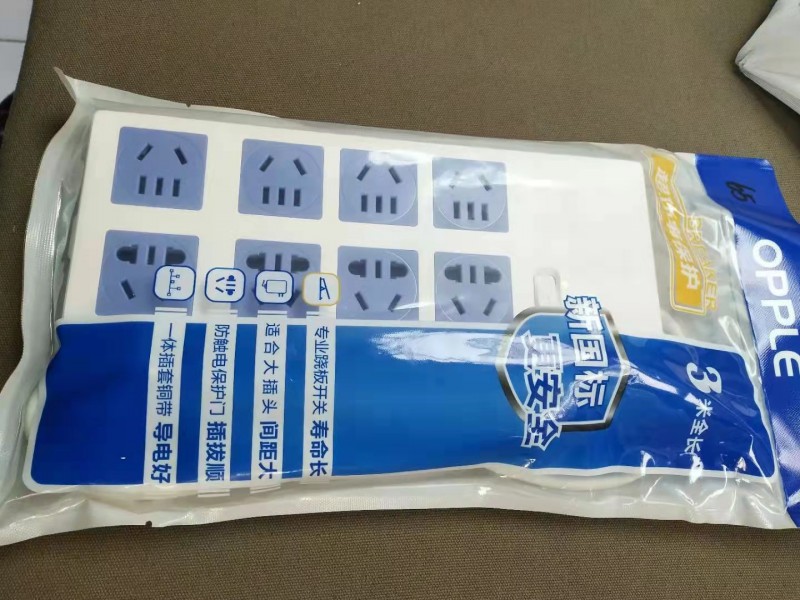 OPPLE
65
新国标
更安全
3米全长
专业跷板开关 寿命长
适合大插头 间距大
防触电保护门 插拔顺
一体插套铜带 导电好